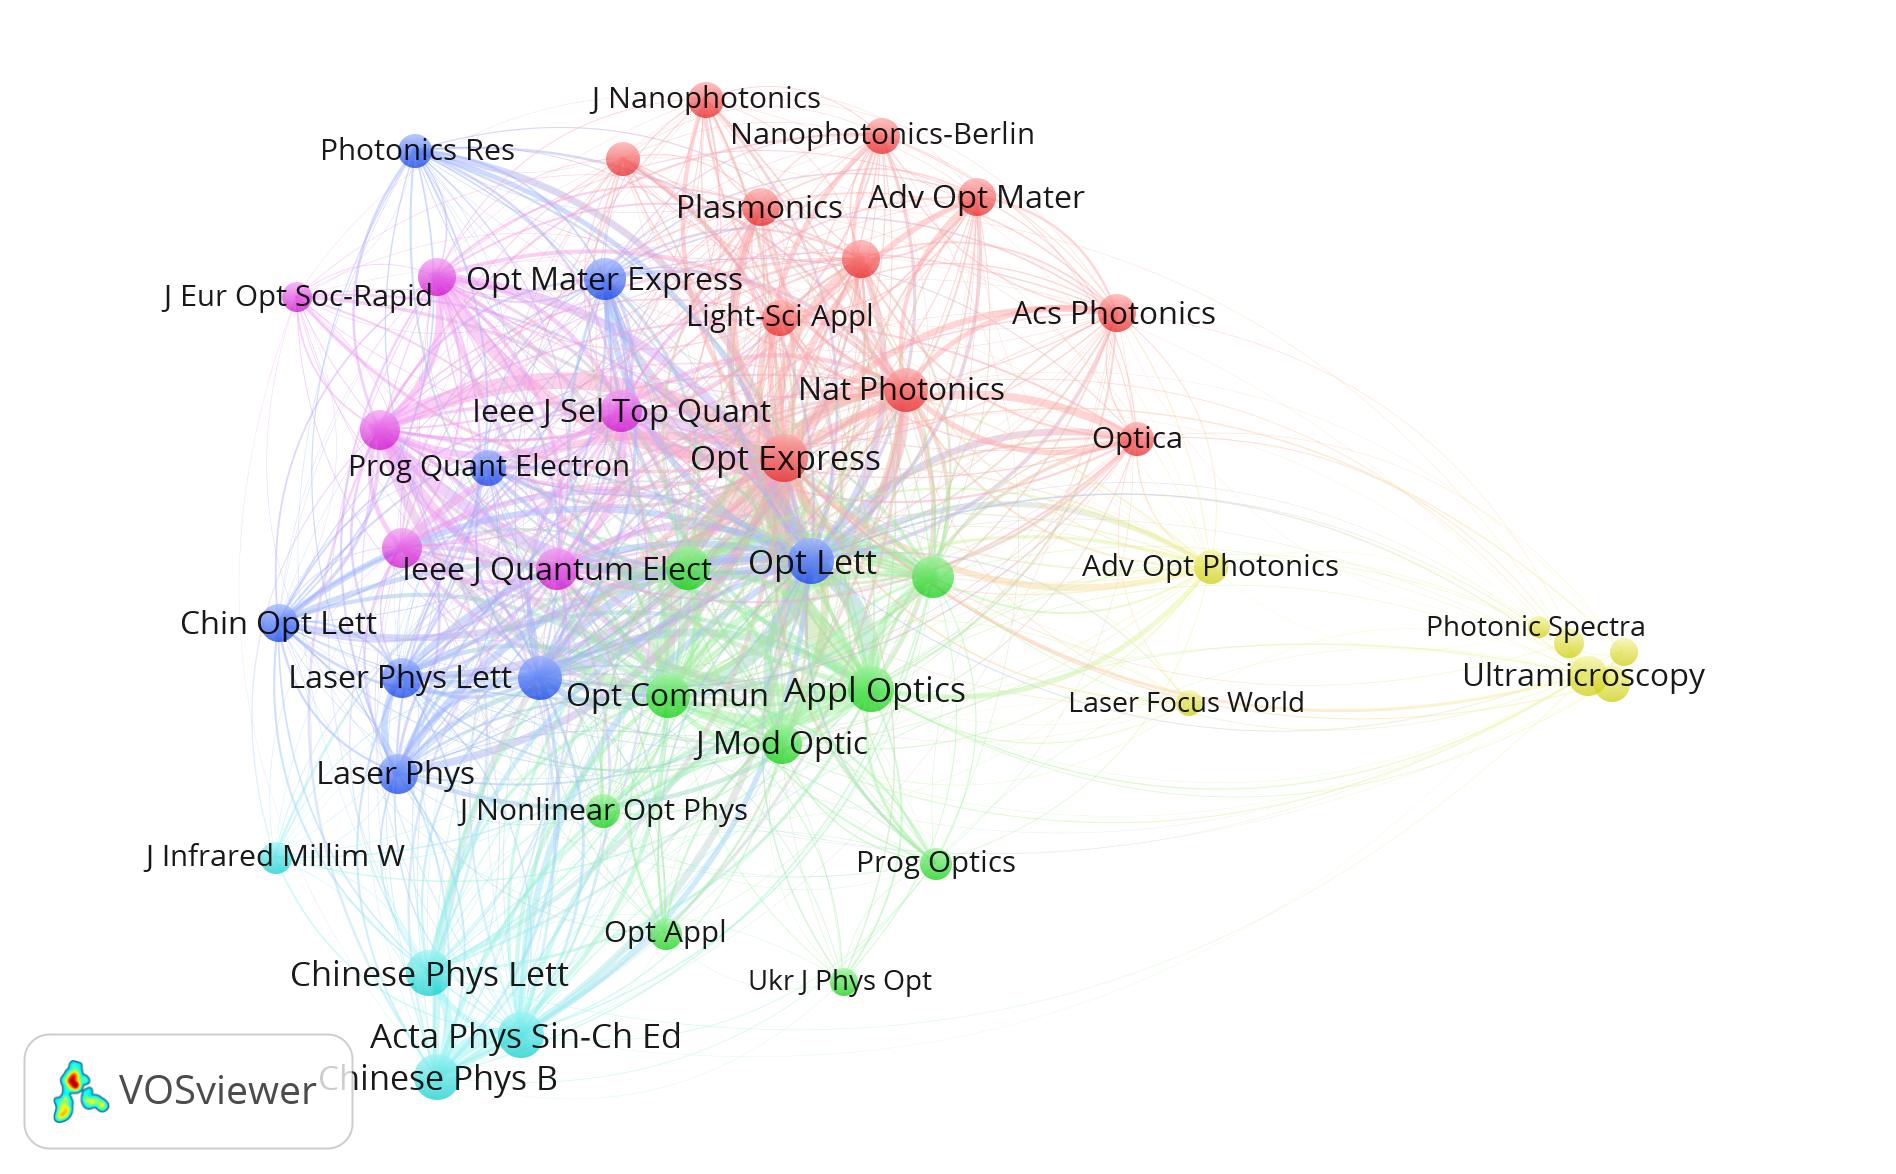 J Nanophotonics
Nanophotonics-Berlin
Photonics Res
Plasmonics
Adv Opt Mater
Opt Mater Express
J Eur Opt Soc-Rapid
Light-Sci Appl
Acs Photonics
Nat Photonics
Ieee J Sel Top Quant
Optica
Opt Express
Prog Quant Electron
Opt Lett
Ieee J Quantum Elect
Adv Opt Photonics
Chin Opt Lett
Photonic Spectra
Laser Phys Lett
Ultramicroscopy
Opt Commun
Appl Optics
Laser Focus World
J Mod Optic
Laser Phys
J Nonlinear Opt Phys
J Infrared Millim W
Prog Optics
Opt Appl
Chinese Phys Lett
Ukr J Phys Opt
Acta Phys Sin-Ch Ed
Chinese Phys B
VOSviewer